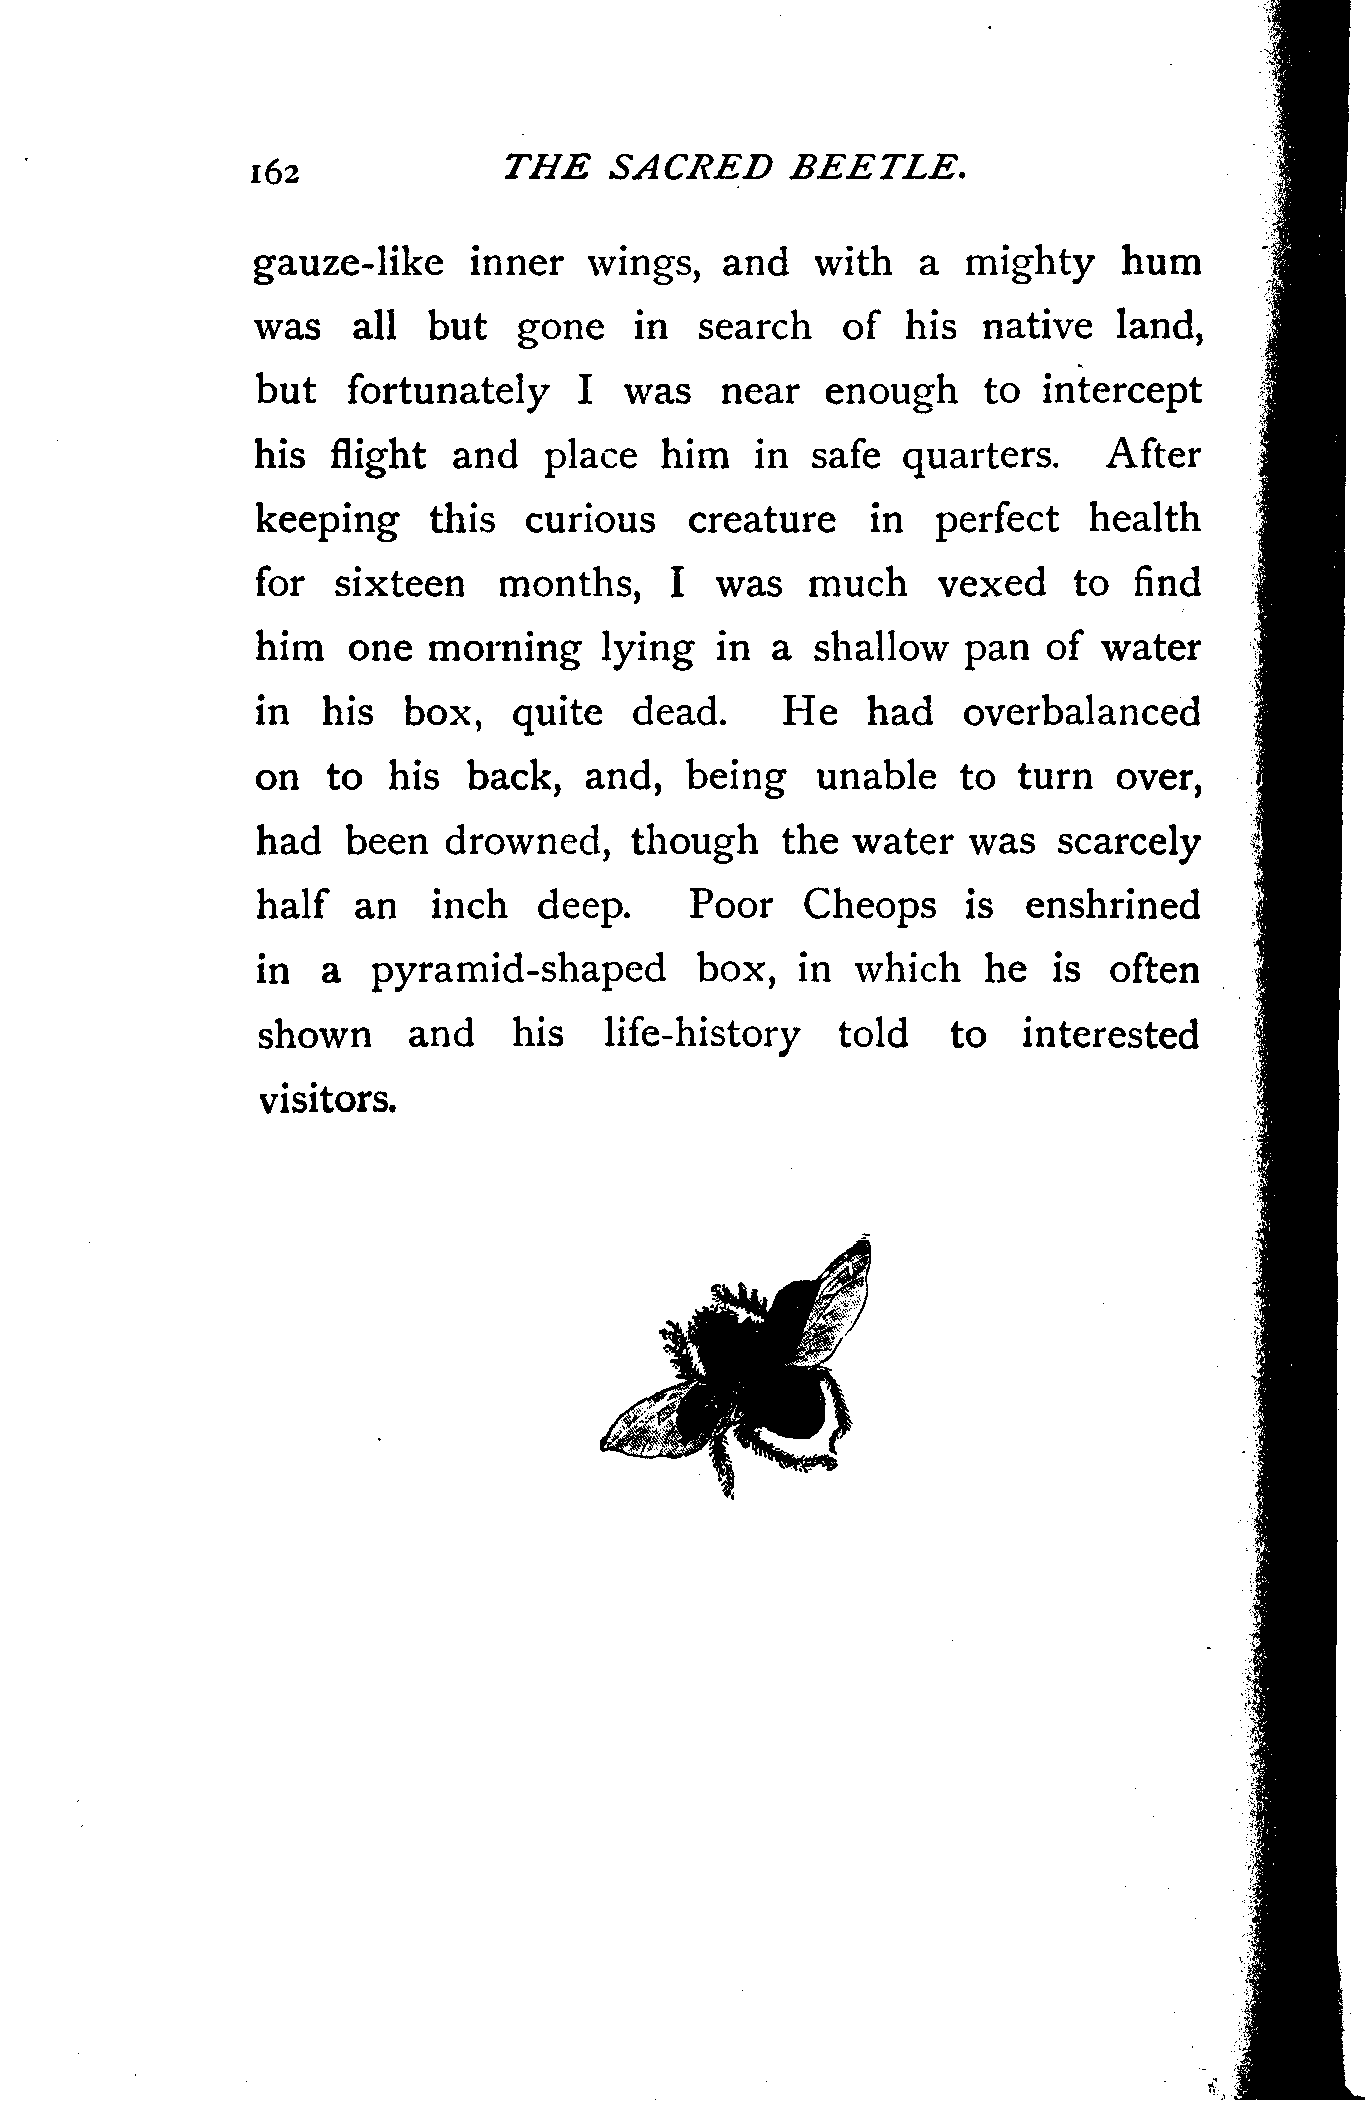 162 THE SACRED BEETLE.
gauze-like inner wings, and with a mighty hum
was all but gone in search of his native land,
but fortunately I was near enough to intercept
his flight and place him in safe quarters. After
keeping this curious creature in perfect health
for sixteen months, I was much vexed to find
him one morning lying in a shallow pan of water
in his box, quite dead. He had overbalanced
on to his back, and, being unable to turn over,
had been drowned, though the water was scarcely
half an inch deep. Poor Cheops is enshrined
in a pyramid-shaped box, in which he is often
shown and his life-history told to interested
visitors.